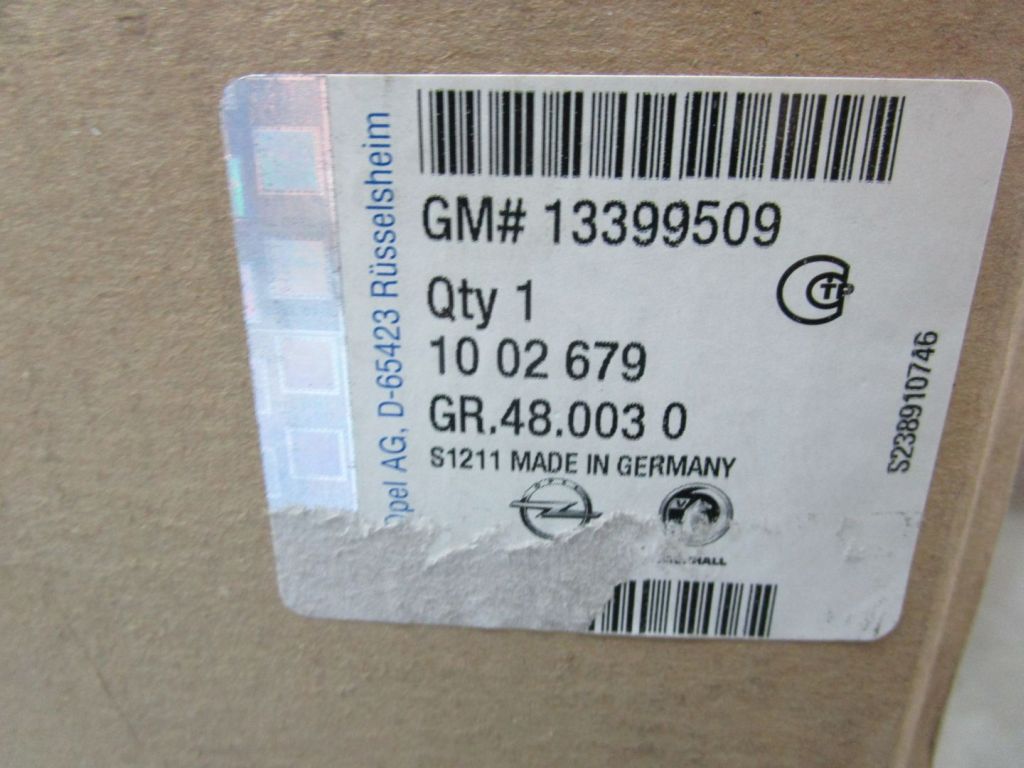 Opel AG, D-65423 Rüsselsheim
GM# 13399509
Qty 1
10 02 679
GR.48.003 0
S1211 MADE IN GERMANY
S238910746